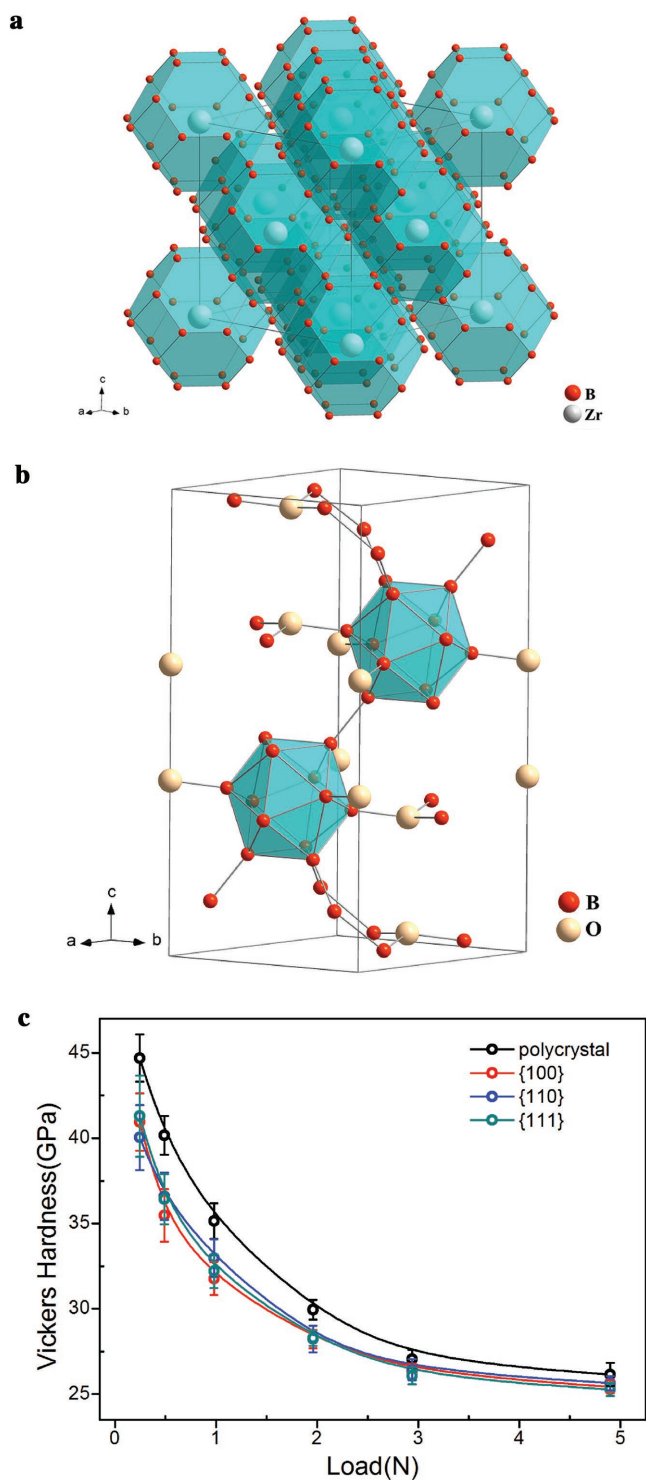 a
c
a b
B
Zr
b
c
a b
B
O
c
Vickers Hardness(GPa)
45
40
35
30
25
polycrystal
{100}
{110}
{111}
0 1 2 3 4 5
Load(N)